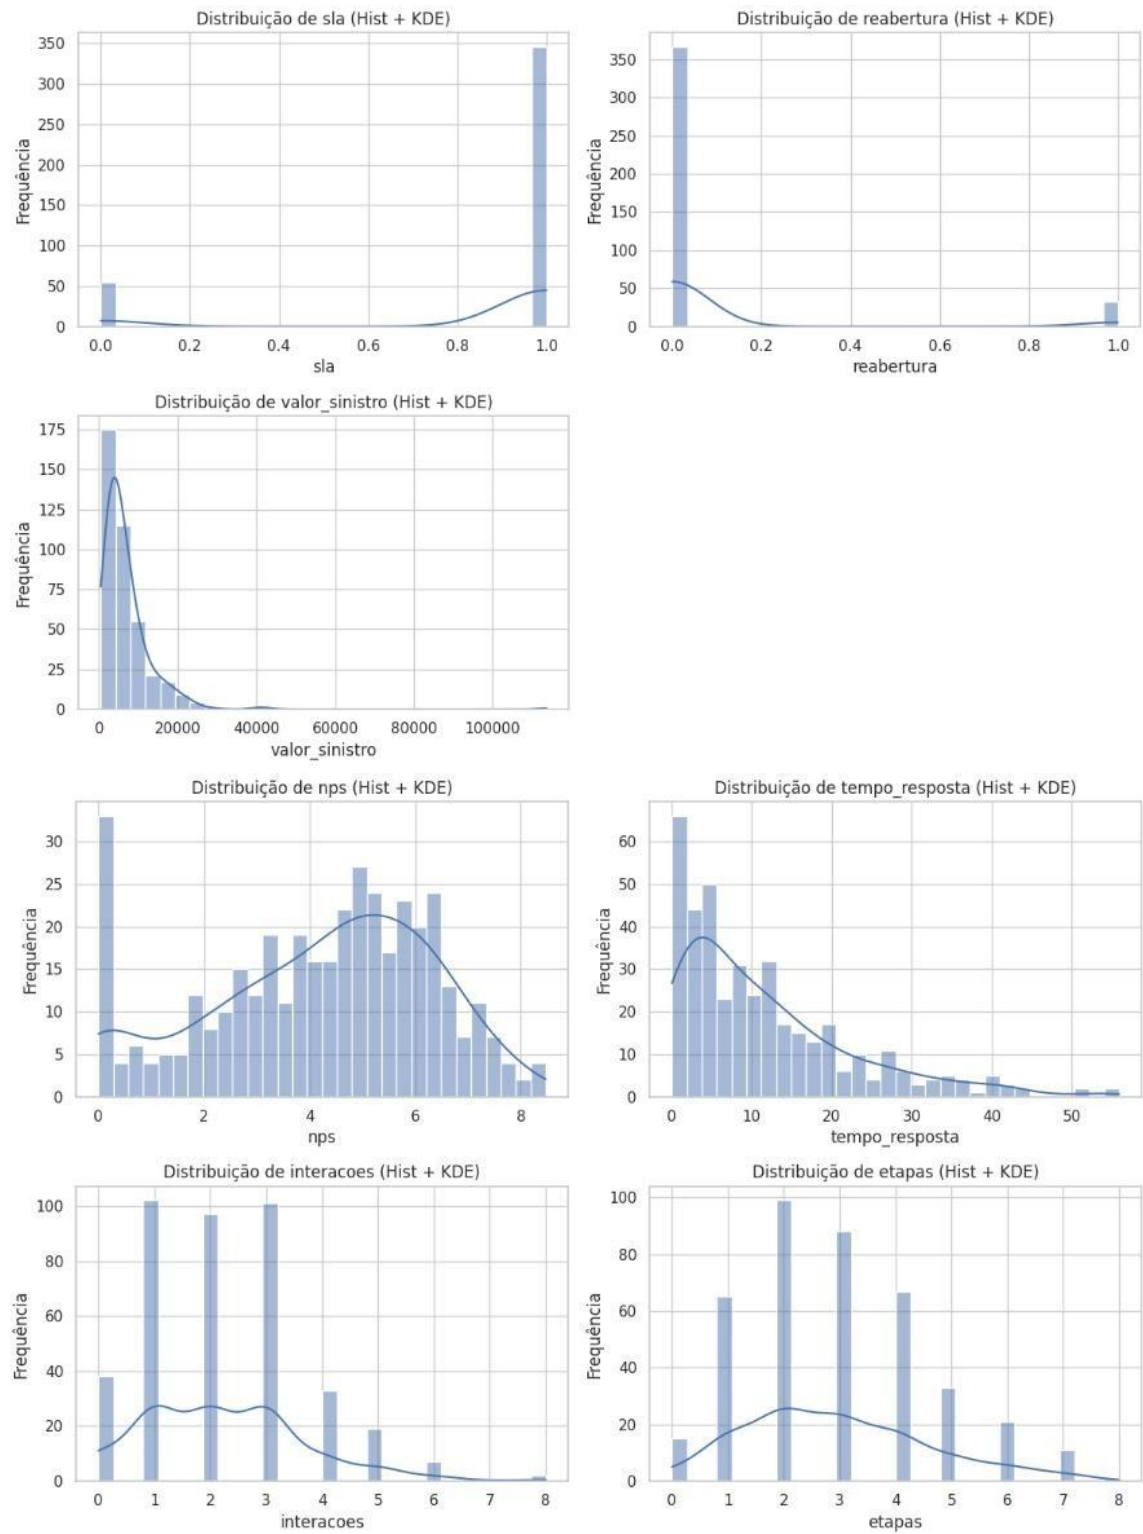 Distribuição de sla (Hist + KDE)
350
300
250
200
150
100
50
0
Frequência
0.0 0.2 0.4 0.6 0.8 1.0
sla
Distribuição de reabertura (Hist + KDE)
350
300
250
200
150
100
50
0
Frequência
0.0 0.2 0.4 0.6 0.8 1.0
reabertura
Distribuição de valor_sinistro (Hist + KDE)
175
150
125
100
75
50
25
0
Frequência
0 20000 40000 60000 80000 100000
valor_sinistro
Distribuição de nps (Hist + KDE)
30
25
20
15
10
5
0
Frequência
0 2 4 6 8
nps
Distribuição de tempo_resposta (Hist + KDE)
60
50
40
30
20
10
0
Frequência
0 10 20 30 40 50
tempo_resposta
Distribuição de interacoes (Hist + KDE)
100
80
60
40
20
0
Frequência
0 1 2 3 4 5 6 7 8
interacoes
Distribuição de etapas (Hist + KDE)
100
80
60
40
20
0
Frequência
0 1 2 3 4 5 6 7 8
etapas